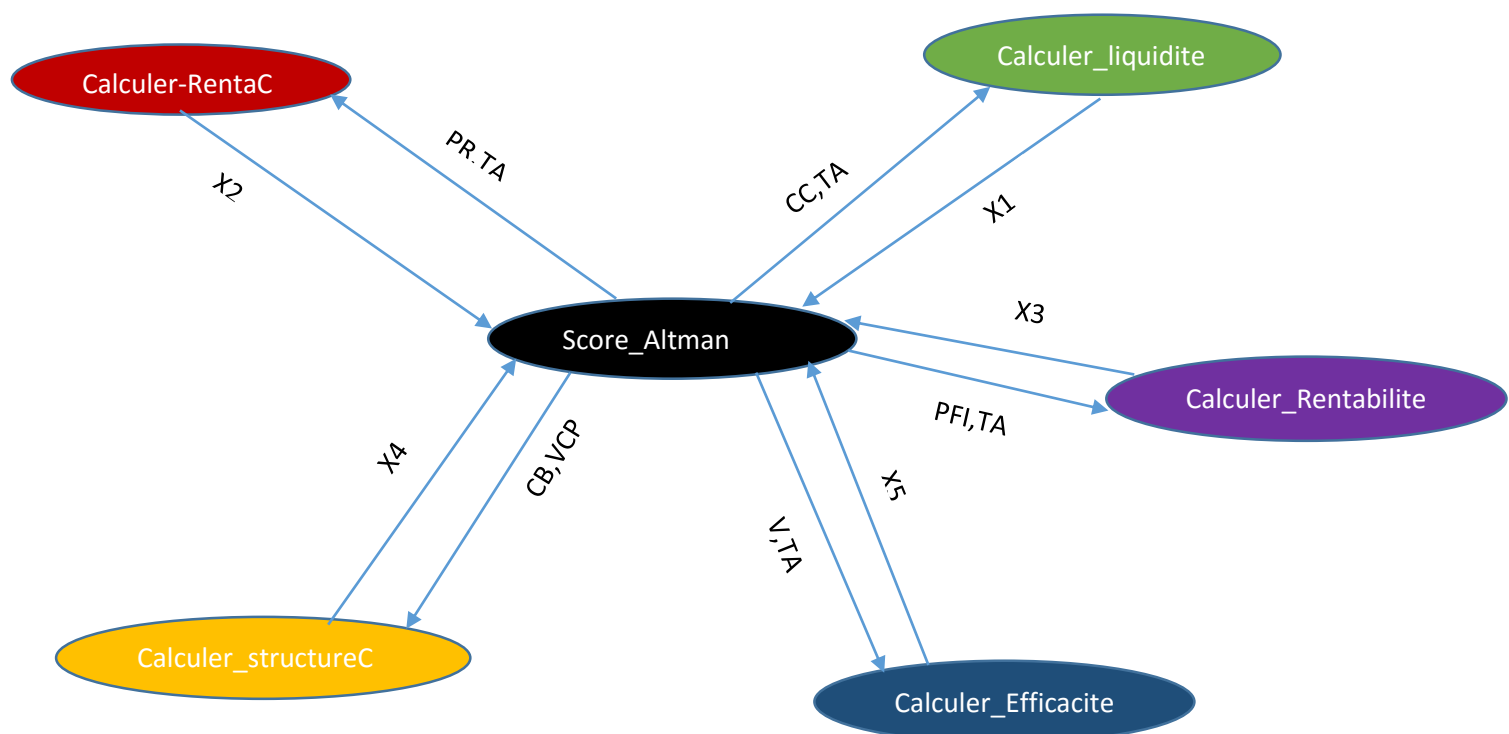 Calculer_liquidite
Calculer-RentaC
PR,TA
CC,TA
X2
X1
X3
Score_Altman
Calculer_Rentabilite
PFI,TA
X4
CB,VCP
X5
V,TA
Calculer_structureC
Calculer_Efficacite